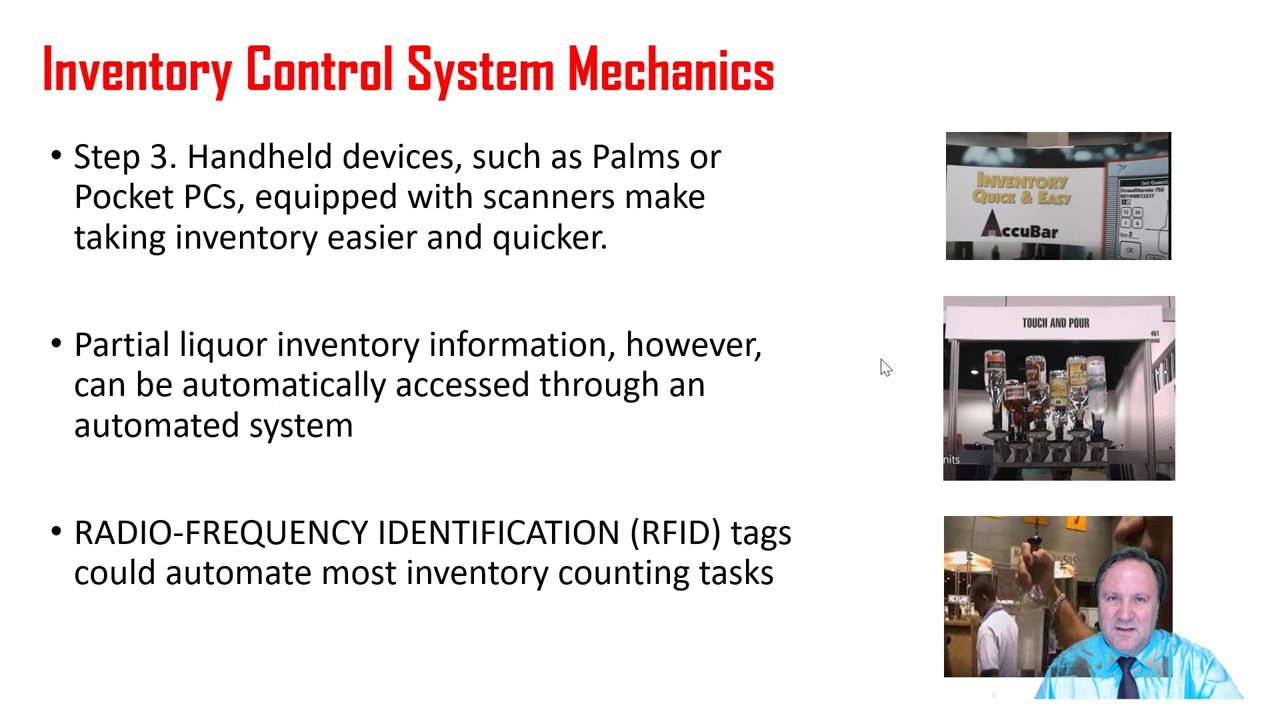 Inventory Control System Mechanics
• Step 3. Handheld devices, such as Palms or
Pocket PCs, equipped with scanners make
taking inventory easier and quicker.
• Partial liquor inventory information, however,
can be automatically accessed through an
automated system
• RADIO-FREQUENCY IDENTIFICATION (RFID) tags
could automate most inventory counting tasks
INVENTORY
QUICK & EASY
AccuBar
TOUCH AND POUR